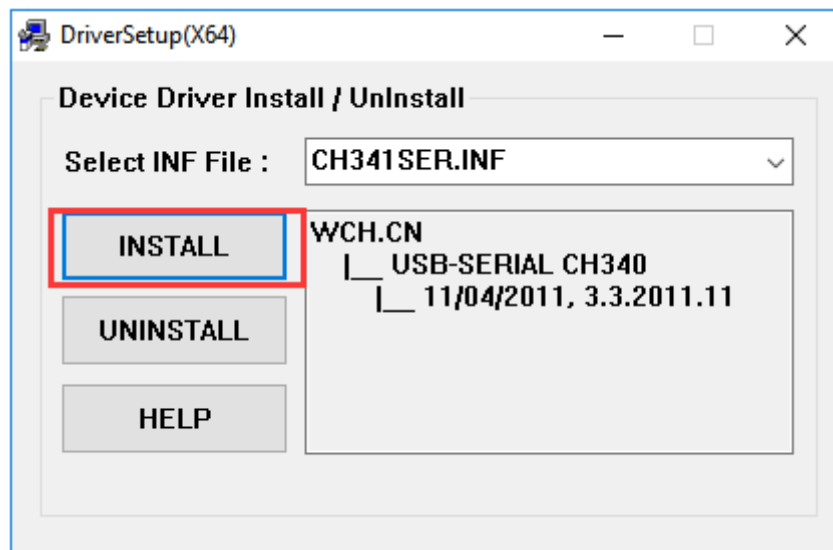 DriverSetup(X64)
Device Driver Install / UnInstall
Select INF File :
CH341SER.INF
INSTALL
WCH.CN
|__ USB-SERIAL CH340
|__ 11/04/2011, 3.3.2011.11
UNINSTALL
HELP